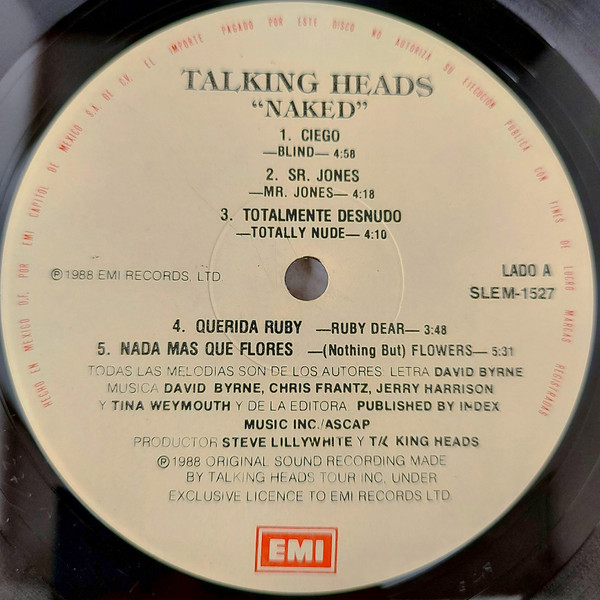 HECHO EN MEXICO D.F. POR EMI CAPITOL DE MEXICO S.A. DE C.V. EL IMPORTE PAGADO POR ESTE DISCO NO AUTORIZA SU EJECUCION PUBLICA CON FINES DE LUCRO MARCAS REGISTRADAS
TALKING HEADS
"NAKED"
1. CIEGO
—BLIND— 4:58
2. SR. JONES
—MR. JONES— 4:18
3. TOTALMENTE DESNUDO
—TOTALLY NUDE— 4:10
℗ 1988 EMI RECORDS, LTD.
LADO A
SLEM-1527
4. QUERIDA RUBY —RUBY DEAR— 3:48
5. NADA MAS QUE FLORES —(Nothing But) FLOWERS— 5:31
TODAS LAS MELODIAS SON DE LOS AUTORES. LETRA DAVID BYRNE
MUSICA DAVID BYRNE, CHRIS FRANTZ, JERRY HARRISON
Y TINA WEYMOUTH Y DE LA EDITORA. PUBLISHED BY INDEX
MUSIC INC./ASCAP
PRODUCTOR STEVE LILLYWHITE Y TALKING HEADS
℗ 1988 ORIGINAL SOUND RECORDING MADE
BY TALKING HEADS TOUR INC. UNDER
EXCLUSIVE LICENCE TO EMI RECORDS LTD
EMI